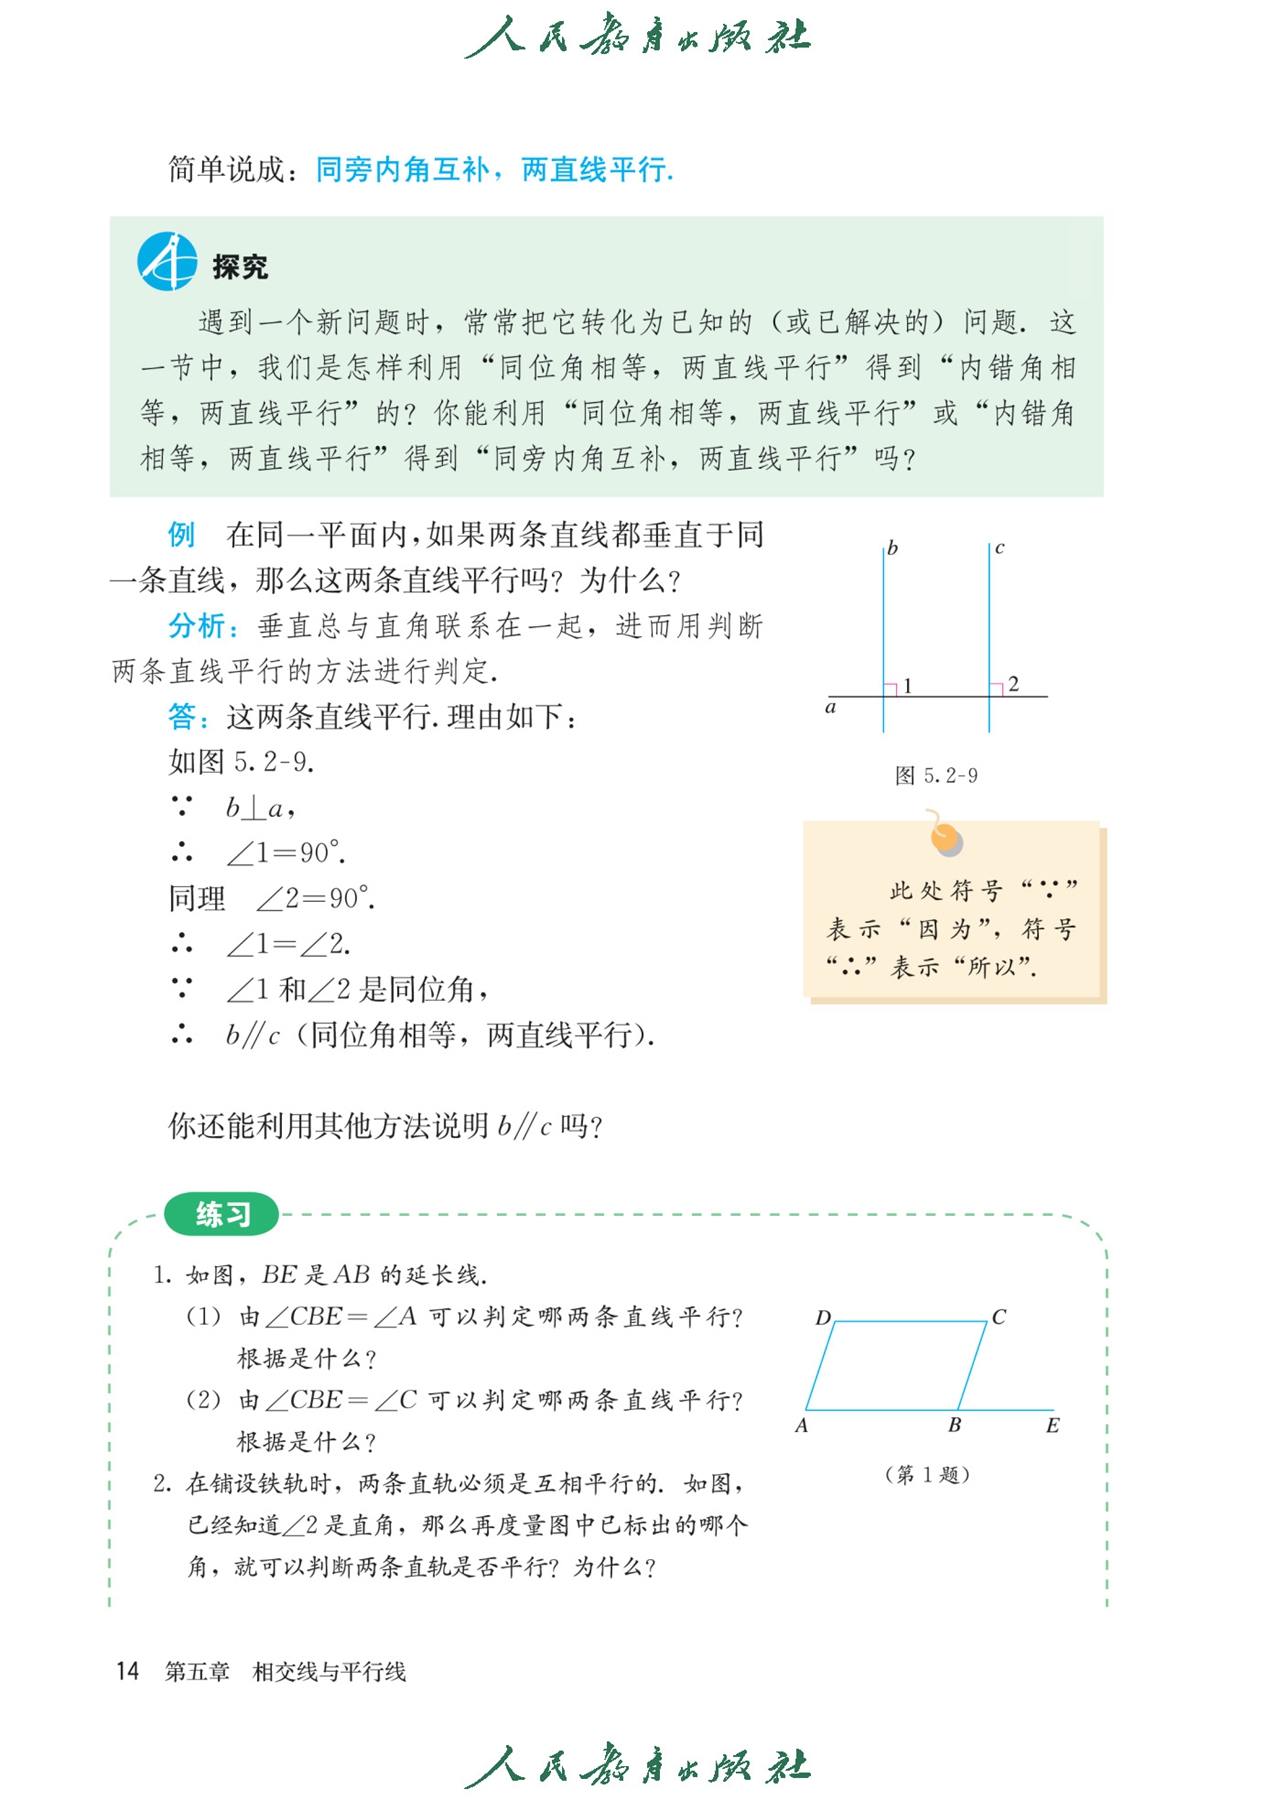 人民教育出版社
简单说成：同旁内角互补，两直线平行.
探究
遇到一个新问题时，常常把它转化为已知的（或已解决的）问题．这
一节中，我们是怎样利用“同位角相等，两直线平行”得到“内错角相
等，两直线平行”的？你能利用“同位角相等，两直线平行”或“内错角
相等，两直线平行”得到“同旁内角互补，两直线平行”吗？
例 在同一平面内，如果两条直线都垂直于同
一条直线，那么这两条直线平行吗？为什么？
分析：垂直总与直角联系在一起，进而用判断
两条直线平行的方法进行判定．
答：这两条直线平行．理由如下：
如图 5.2-9.
∵ b⊥a，
∴ ∠1=90°.
同理 ∠2=90°.
∴ ∠1=∠2.
∵ ∠1 和∠2 是同位角，
∴ b∥c（同位角相等，两直线平行）．
b
c
1
2
a
图 5.2-9
此处符号“∵”
表示“因为”，符号
“∴”表示“所以”．
你还能利用其他方法说明 b∥c 吗？
练习
1. 如图，BE 是 AB 的延长线．
（1）由∠CBE=∠A 可以判定哪两条直线平行？
根据是什么？
（2）由∠CBE=∠C 可以判定哪两条直线平行？
根据是什么？
2. 在铺设铁轨时，两条直轨必须是互相平行的．如图，
已经知道∠2 是直角，那么再度量图中已标出的哪个
角，就可以判断两条直轨是否平行？为什么？
D
C
A
B
E
（第 1 题）
14 第五章 相交线与平行线
人民教育出版社